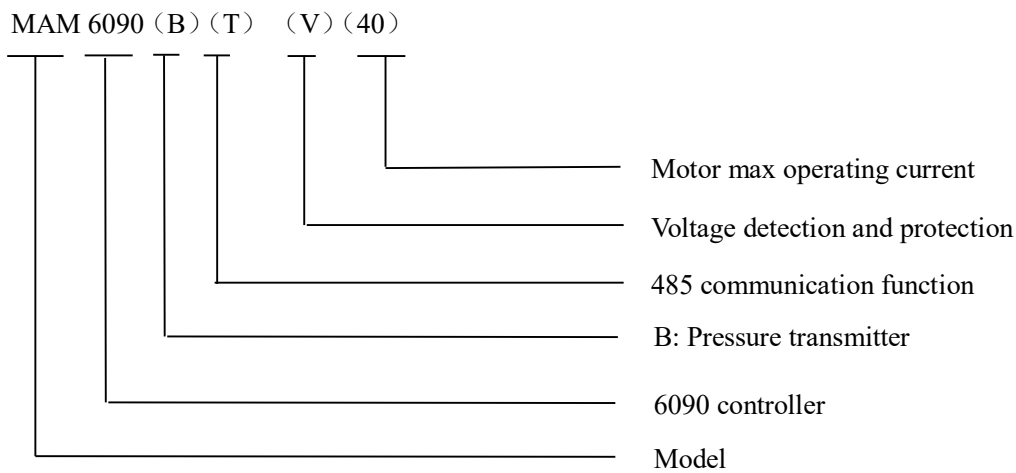 MAM 6090（B）（T） （V）（40）
Motor max operating current
Voltage detection and protection
485 communication function
B: Pressure transmitter
6090 controller
Model